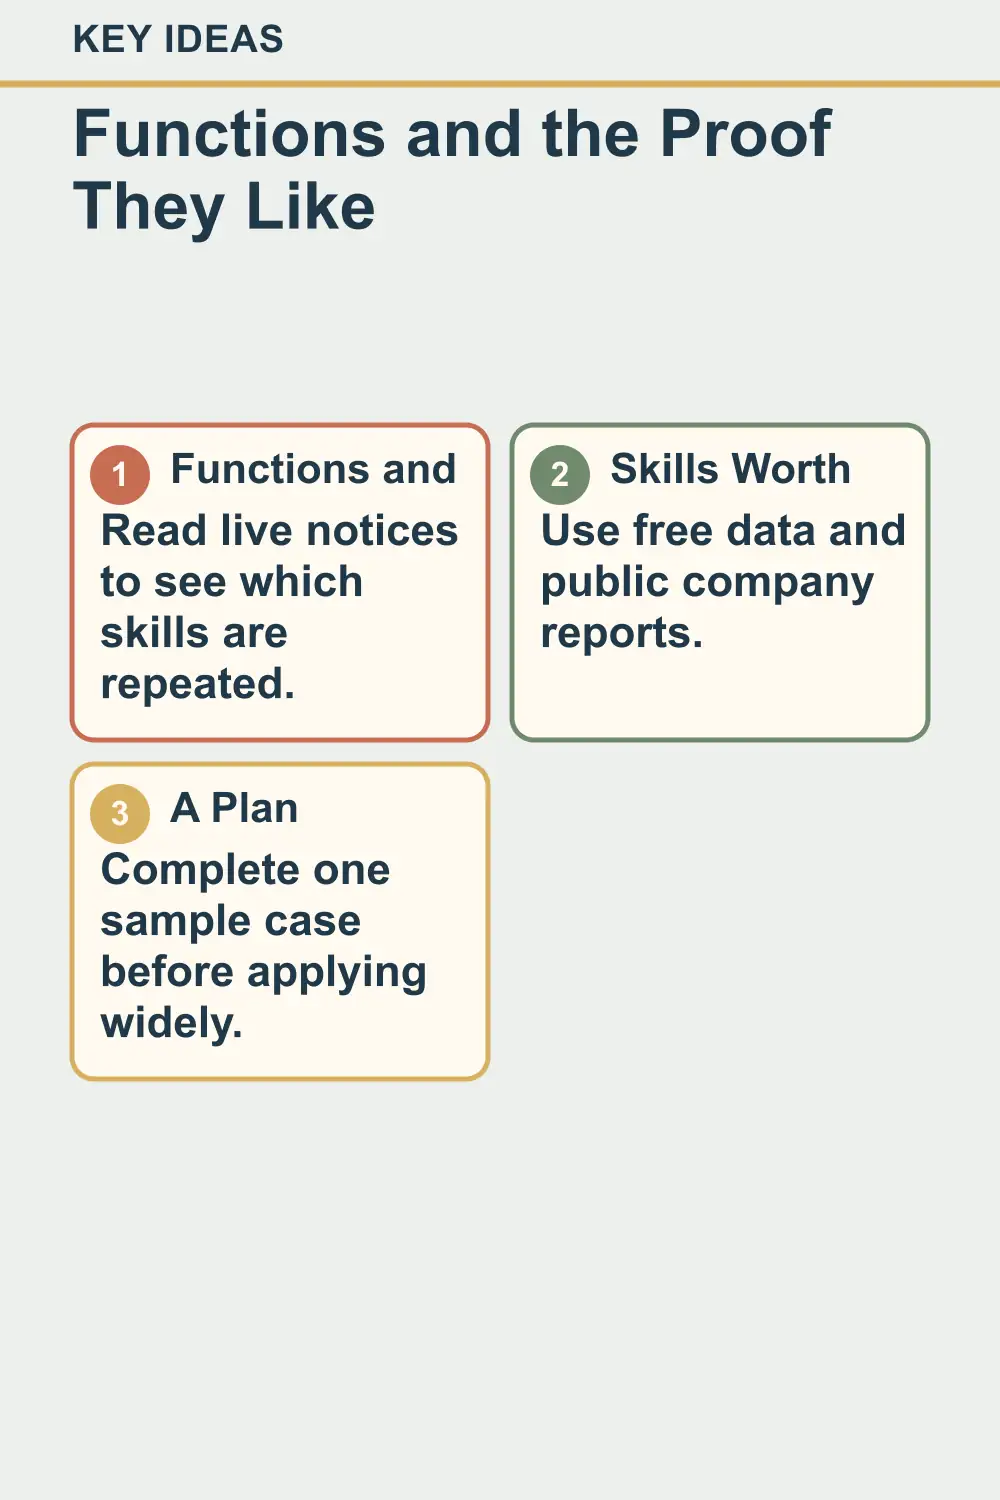 KEY IDEAS
Functions and the Proof
They Like
1 Functions and
Read live notices
to see which
skills are
repeated.
2 Skills Worth
Use free data and
public company
reports.
3 A Plan
Complete one
sample case
before applying
widely.